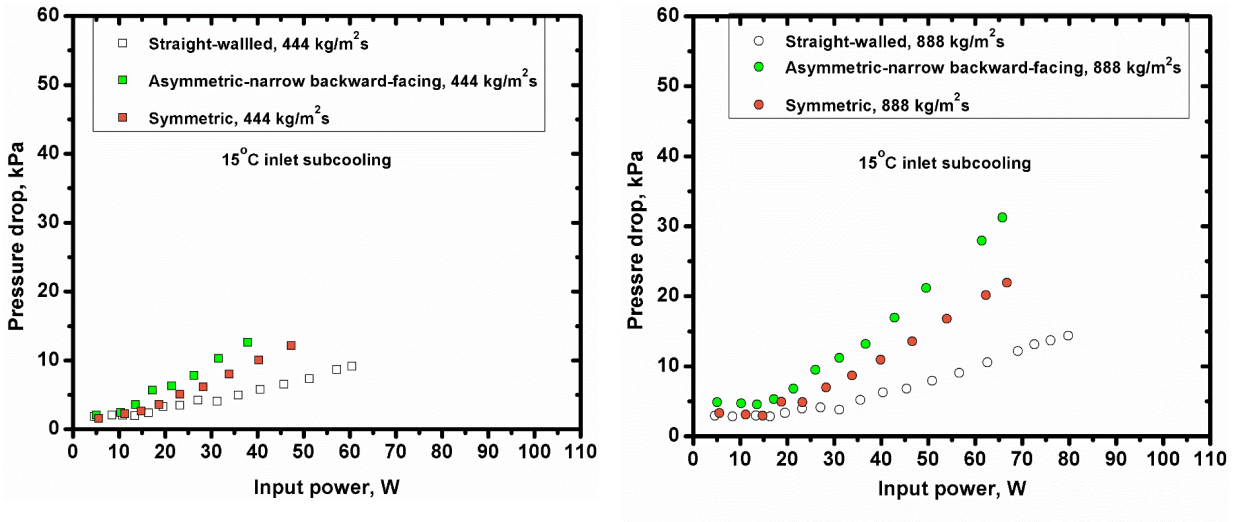 60
50
40
30
20
10
0
Pressure drop, kPa
Straight-wallled, 444 kg/m²s
Asymmetric-narrow backward-facing, 444 kg/m²s
Symmetric, 444 kg/m²s
15°C inlet subcooling
0 10 20 30 40 50 60 70 80 90 100 110
Input power, W
60
50
40
30
20
10
0
Pressre drop, kPa
Straight-walled, 888 kg/m²s
Asymmetric-narrow backward-facing, 888 kg/m²s
Symmetric, 888 kg/m²s
15°C inlet subcooling
0 10 20 30 40 50 60 70 80 90 100 110
Input power, W